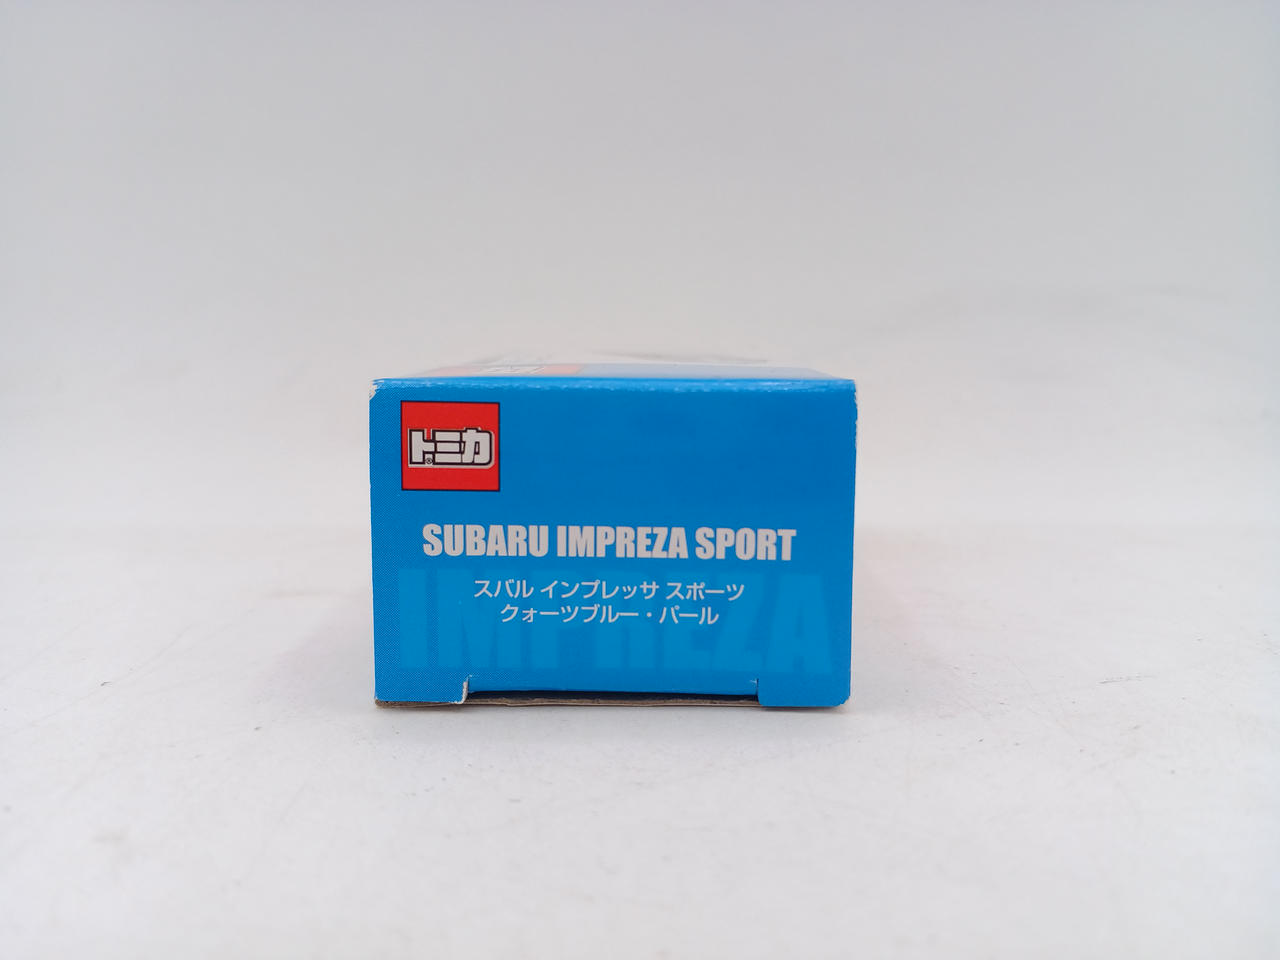 トミカ®
SUBARU IMPREZA SPORT
スバル インプレッサ スポーツ
クォーツブルー・パール
IMPREZA